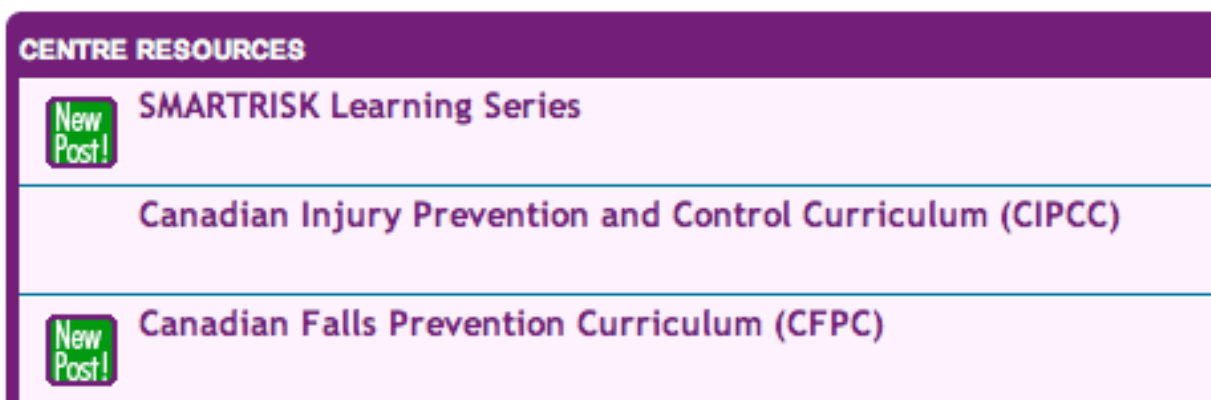 CENTRE RESOURCES
New
Post!
SMARTRISK Learning Series
Canadian Injury Prevention and Control Curriculum (CIPCC)
New
Post!
Canadian Falls Prevention Curriculum (CFPC)